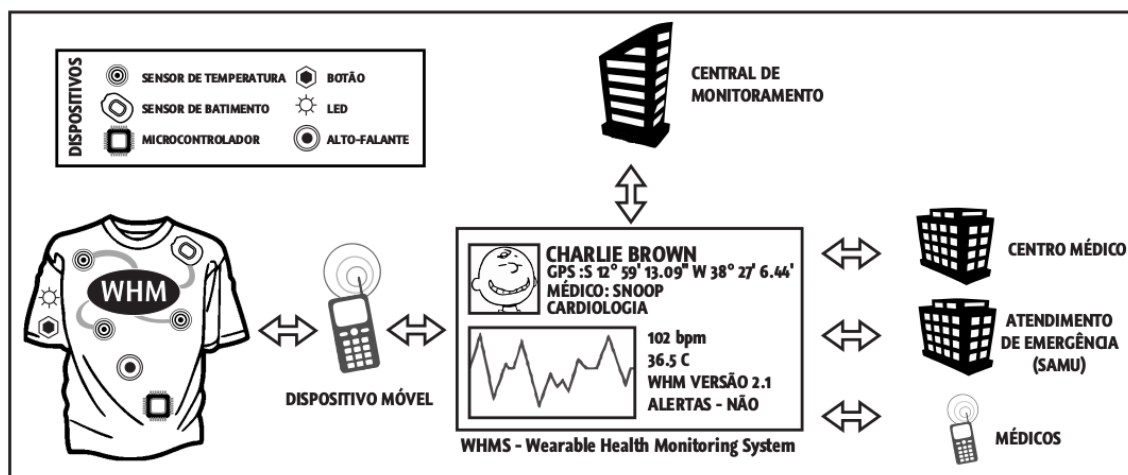 DISPOSITIVOS
SENSOR DE TEMPERATURA
SENSOR DE BATIMENTO
MICROCONTROLADOR
BOTÃO
LED
ALTO-FALANTE
CENTRAL DE
MONITORAMENTO
WHM
DISPOSITIVO MÓVEL
CHARLIE BROWN
GPS :S 12° 59' 13.09" W 38° 27' 6.44'
MÉDICO: SNOOP
CARDIOLOGIA
102 bpm
36.5 C
WHM VERSÃO 2.1
ALERTAS - NÃO
WHMS - Wearable Health Monitoring System
CENTRO MÉDICO
ATENDIMENTO
DE EMERGÊNCIA
(SAMU)
MÉDICOS